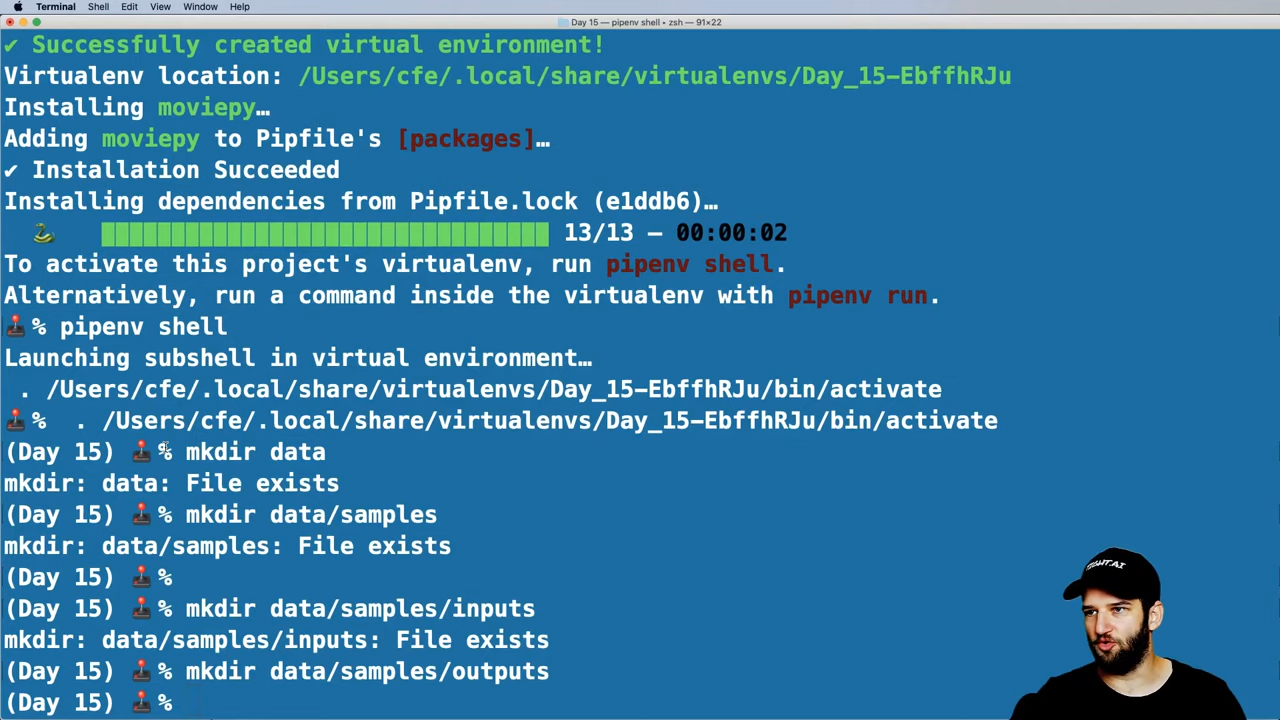 Terminal Shell Edit View Window Help
Day 15 — pipenv shell • zsh — 91×22
✔ Successfully created virtual environment!
Virtualenv location: /Users/cfe/.local/share/virtualenvs/Day_15-EbffhRJu
Installing moviepy…
Adding moviepy to Pipfile's [packages]…
✔ Installation Succeeded
Installing dependencies from Pipfile.lock (e1ddb6)…
🐍 ▉▉▉▉▉▉▉▉▉▉▉▉▉▉▉▉▉▉▉▉▉▉▉▉▉▉▉▉▉▉▉▉ 13/13 — 00:00:02
To activate this project's virtualenv, run pipenv shell.
Alternatively, run a command inside the virtualenv with pipenv run.
🕹% pipenv shell
Launching subshell in virtual environment…
. /Users/cfe/.local/share/virtualenvs/Day_15-EbffhRJu/bin/activate
🕹%  . /Users/cfe/.local/share/virtualenvs/Day_15-EbffhRJu/bin/activate
(Day 15) 🕹% mkdir data
mkdir: data: File exists
(Day 15) 🕹% mkdir data/samples
mkdir: data/samples: File exists
(Day 15) 🕹%
(Day 15) 🕹% mkdir data/samples/inputs
mkdir: data/samples/inputs: File exists
(Day 15) 🕹% mkdir data/samples/outputs
(Day 15) 🕹%